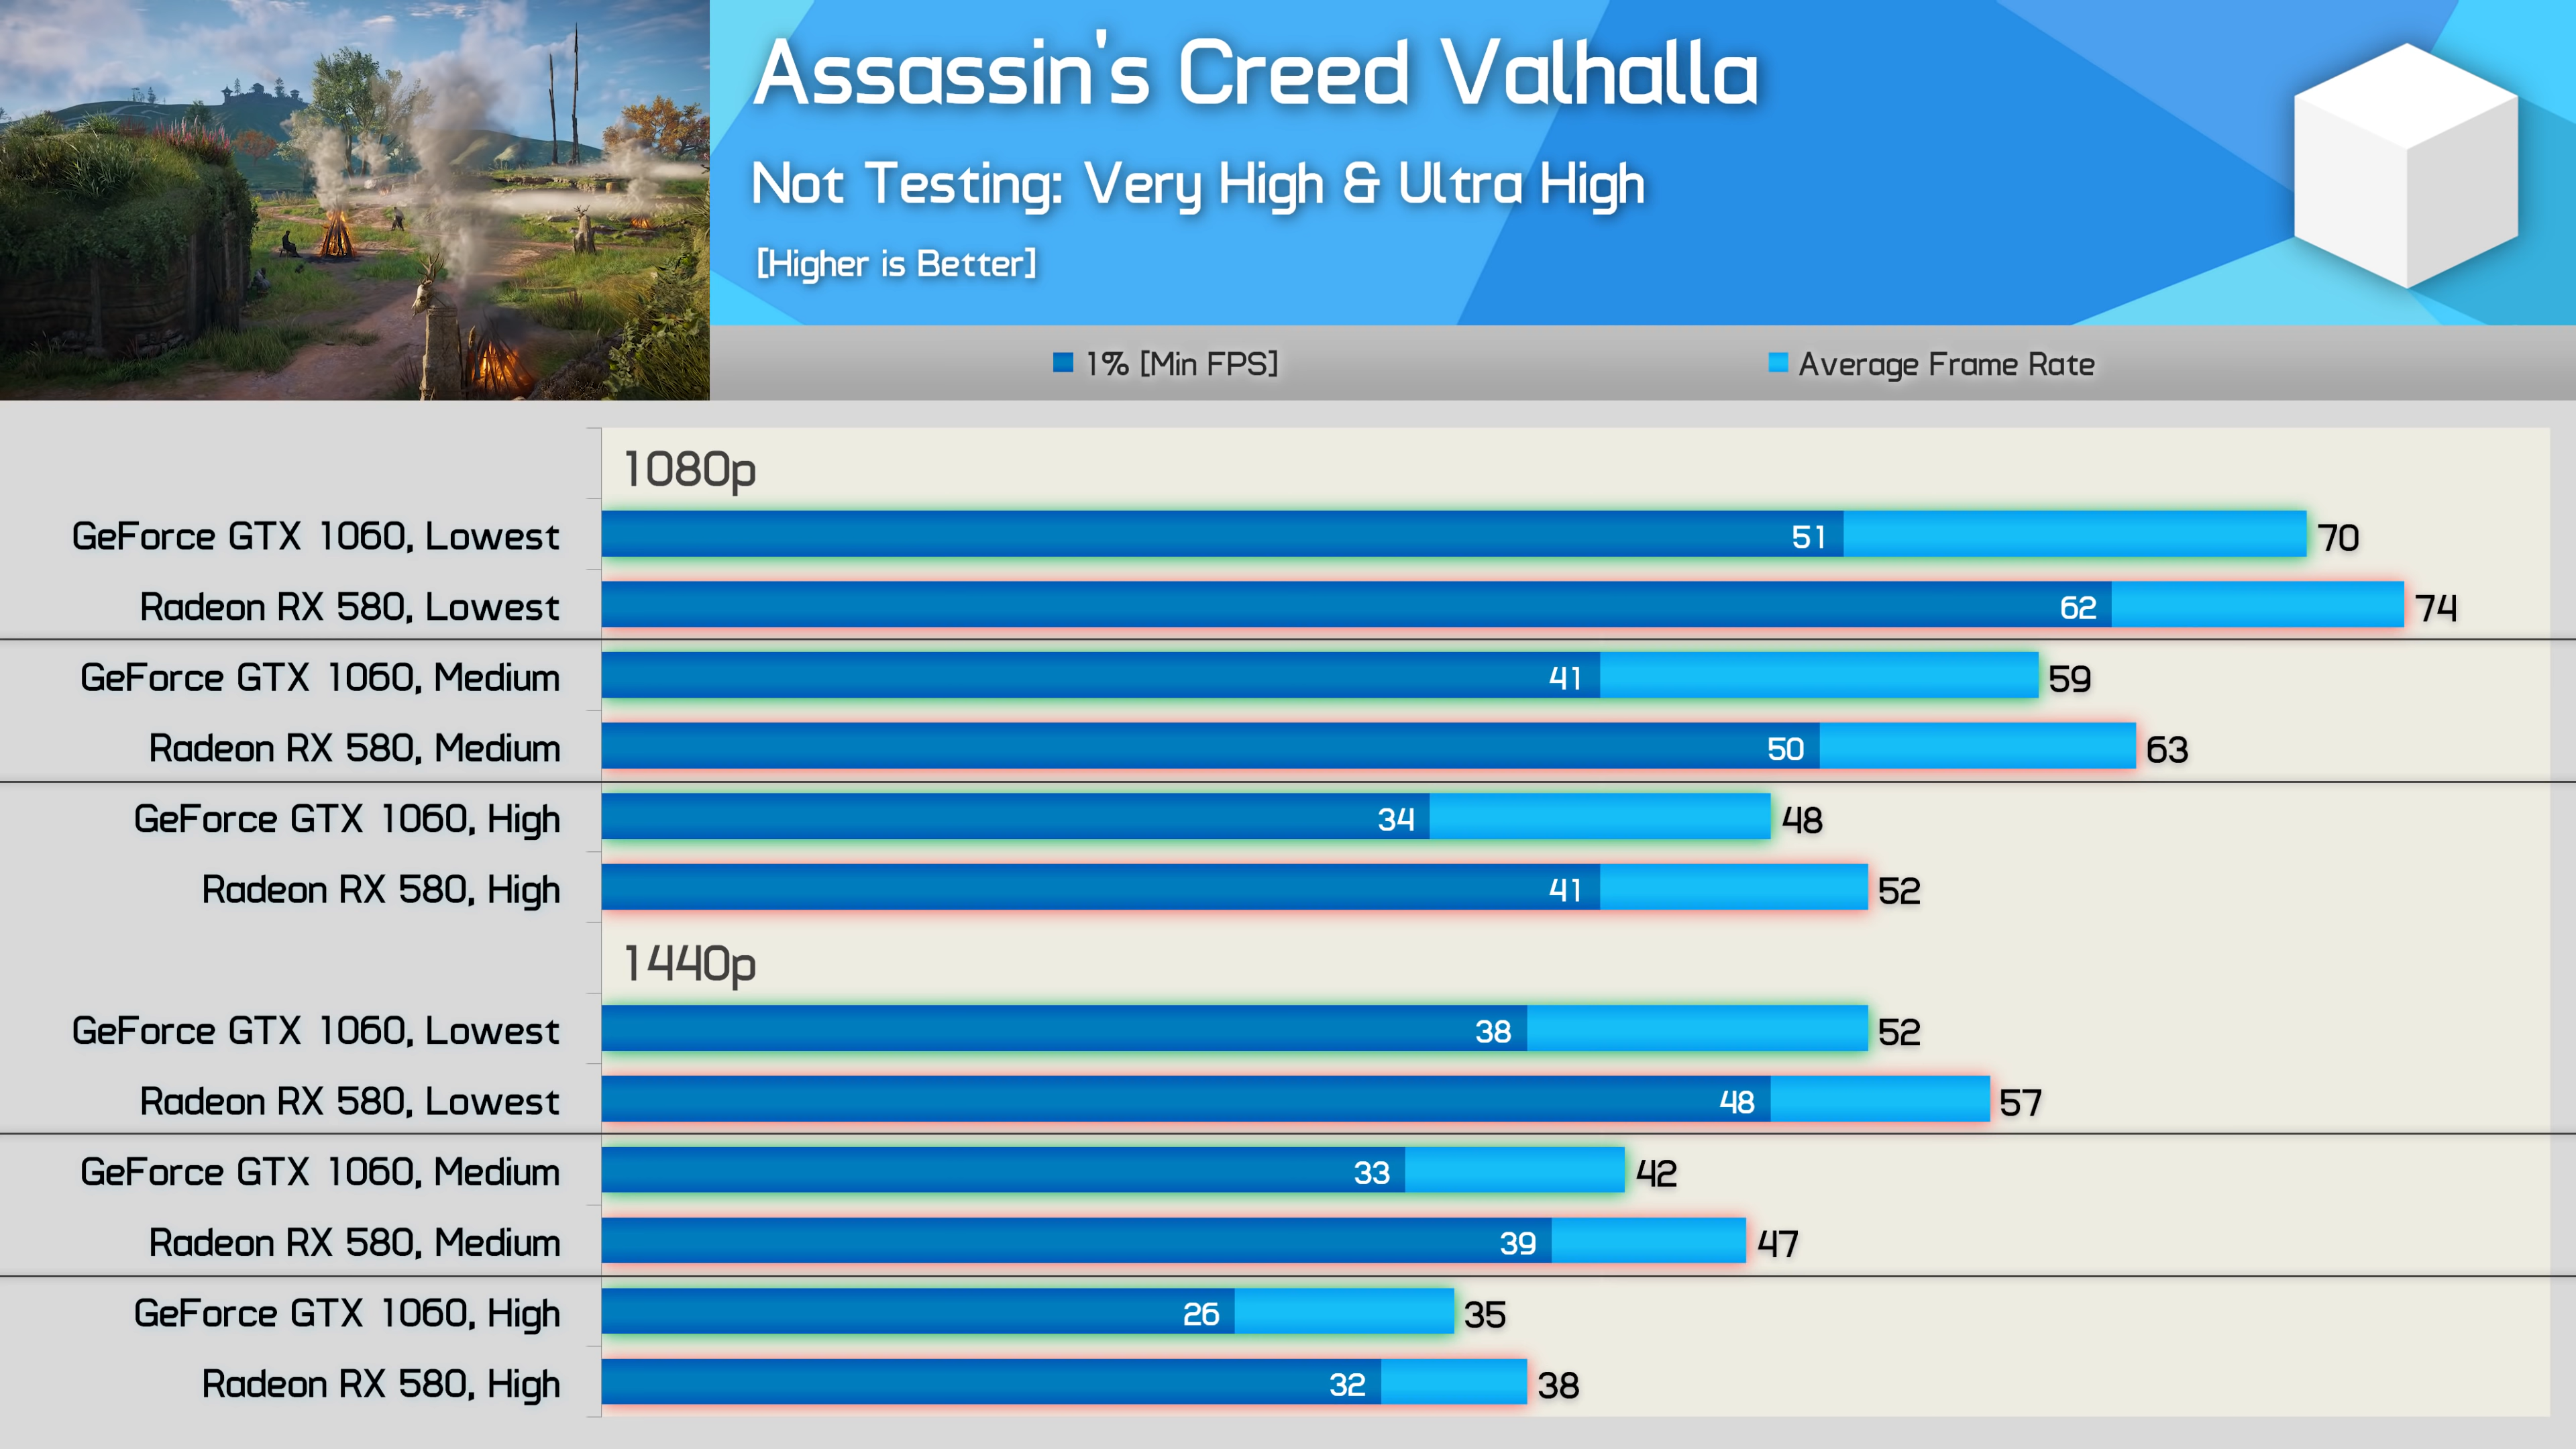 Assassin's Creed Valhalla
Not Testing: Very High & Ultra High
[Higher is Better]
1% [Min FPS]
Average Frame Rate
1080p
GeForce GTX 1060, Lowest 51 70
Radeon RX 580, Lowest 62 74
GeForce GTX 1060, Medium 41 59
Radeon RX 580, Medium 50 63
GeForce GTX 1060, High 34 48
Radeon RX 580, High 41 52
1440p
GeForce GTX 1060, Lowest 38 52
Radeon RX 580, Lowest 48 57
GeForce GTX 1060, Medium 33 42
Radeon RX 580, Medium 39 47
GeForce GTX 1060, High 26 35
Radeon RX 580, High 32 38